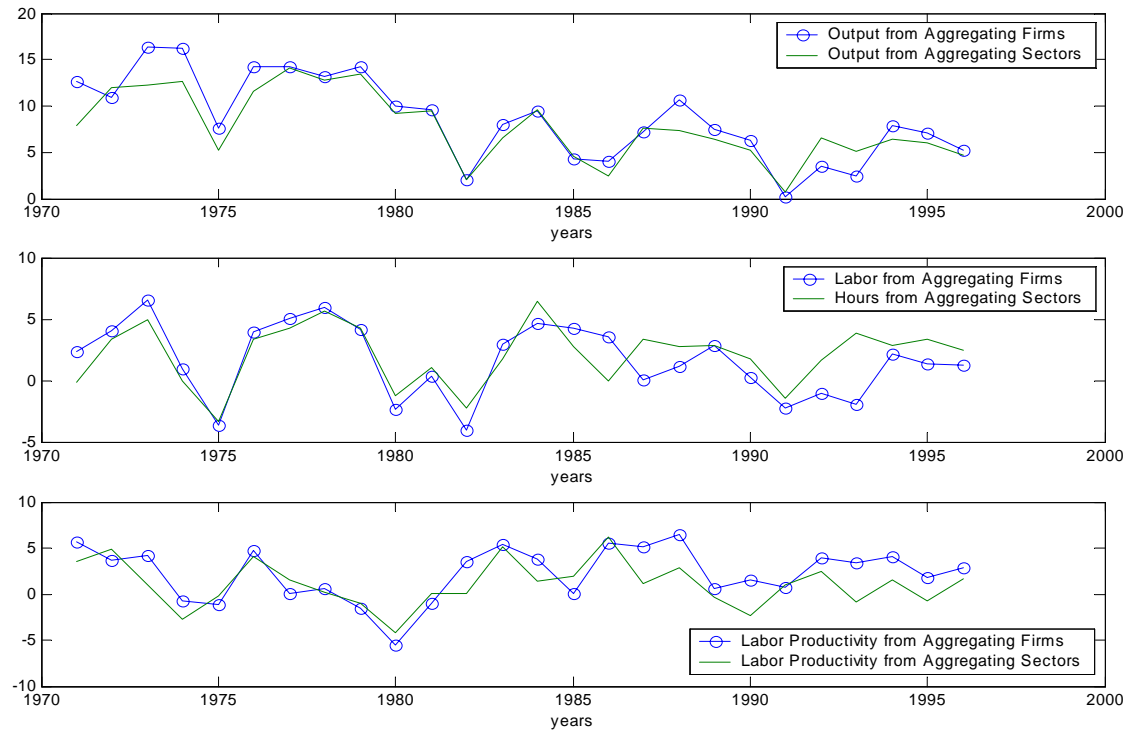 20
15
10
5
0
1970 1975 1980 1985 1990 1995 2000
years
Output from Aggregating Firms
Output from Aggregating Sectors
10
5
0
-5
1970 1975 1980 1985 1990 1995 2000
years
Labor from Aggregating Firms
Hours from Aggregating Sectors
10
5
0
-5
-10
1970 1975 1980 1985 1990 1995 2000
years
Labor Productivity from Aggregating Firms
Labor Productivity from Aggregating Sectors